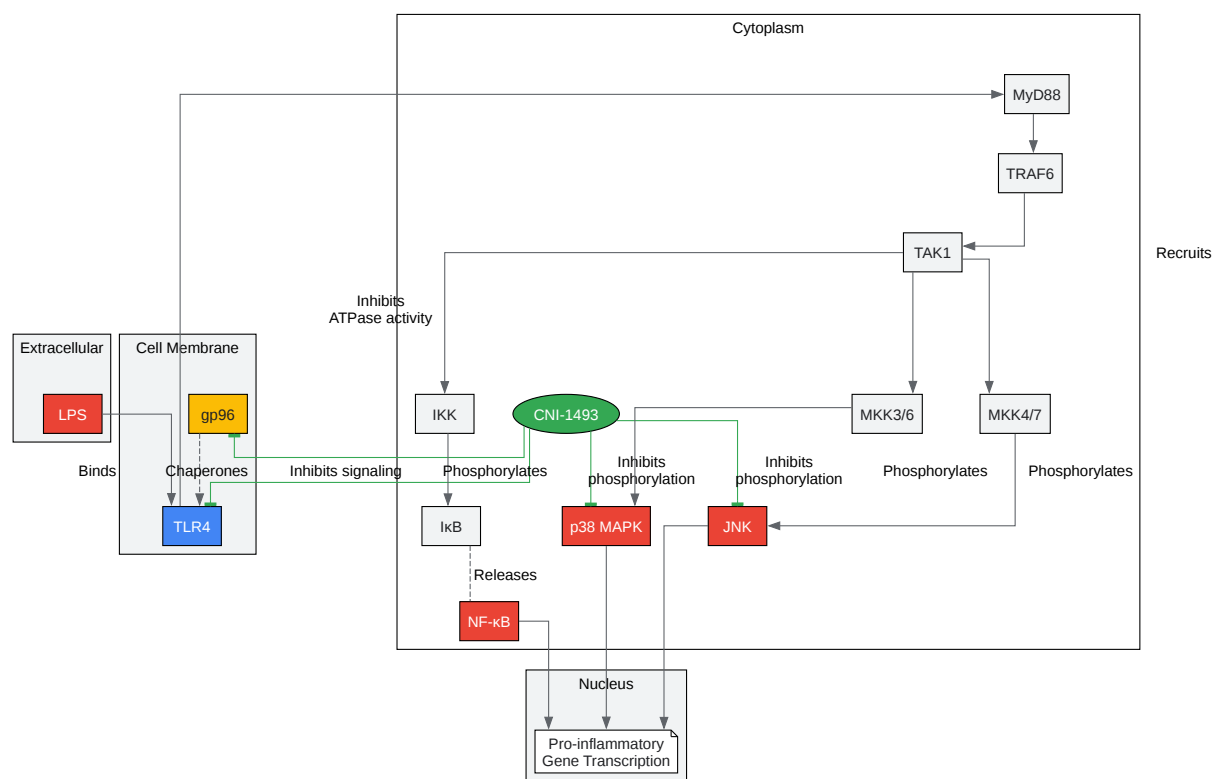 Cytoplasm
MyD88
TRAF6
TAK1
Recruits
Inhibits
ATPase activity
Extracellular
Cell Membrane
LPS
gp96
IKK
CNI-1493
MKK3/6
MKK4/7
Binds
Chaperones
Inhibits signaling
Phosphorylates
Inhibits
phosphorylation
Inhibits
phosphorylation
Phosphorylates
Phosphorylates
TLR4
IκB
p38 MAPK
JNK
Releases
NF-κB
Nucleus
Pro-inflammatory
Gene Transcription